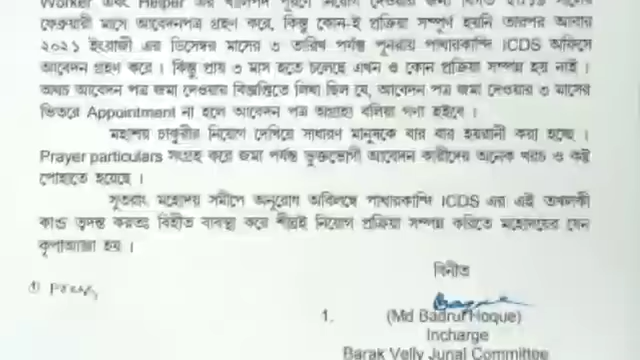 Worker এবং Helper এর
ফেব্রুয়ারী মাসে আবেদনপত্র গ্রহণ করে, কিন্তু কোন-ই প্রক্রিয়া সম্পূর্ণ হয়নি তারপর আবার
২০২১ ইংরাজী এর ডিসেম্বর মাসের ৩ তারিখ পর্যন্ত পুনরায় পাথারকান্দি ICDS অফিসে
আবেদন গ্রহণ করে । কিন্তু প্রায় ৩ মাস হতে চলেছে এখন ও কোন প্রক্রিয়া সম্পন্ন হয় নাই ।
অথচ আবেদন পত্র জমা দেওয়ার বিজ্ঞপ্তিতে লিখা ছিল যে, আবেদন পত্র জমা দেওয়ার ৩ মাসের
ভিতরে Appointment না হলে আবেদন পত্র অগ্রাহ্য বলিয়া গণ্য হইবে ।
মহাশয় চাকুরীর নিয়োগ দেখিয়ে সাধারণ মানুষকে বার বার হয়রানী করা হচ্ছে ।
Prayer particulars সংগ্রহ করে জমা পর্যন্ত ভুক্তভোগী আবেদন কারীদের অনেক খরচ ও কষ্ট
পোহাতে হয়েছে ।
সুতরাং মহোদয় সমীপে অনুরোধ অবিলম্বে পাথারকান্দি ICDS এর এই
কান্ড তদন্ত করতঃ বিহীত ব্যবস্থা করে শীঘ্রই নিয়োগ প্রক্রিয়া সম্পন্ন করিতে মহোদয়ের যেন
কৃপাআজ্ঞা হয় ।
বিনীত
1. (Md Badrul Hoque)
Incharge
Barak Velly Junal Committee